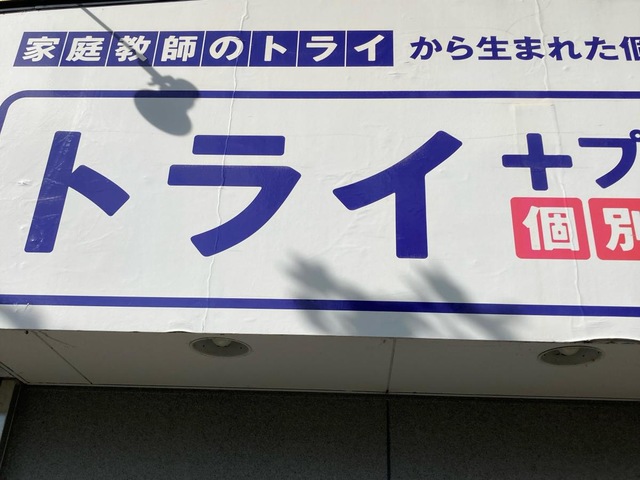 家庭教師のトライから生まれた個
トライ+プ
個別